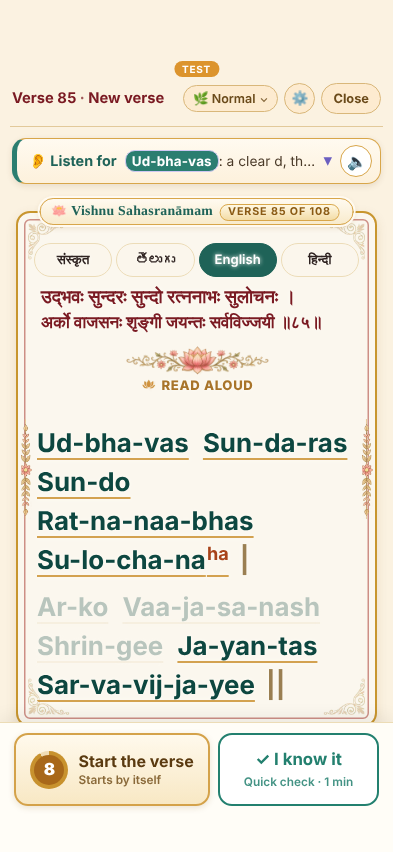 TEST
Verse 85 · New verse
🌿 Normal
⚙️
Close
👂 Listen for Ud-bha-vas: a clear d, th… ▼ 🔈
🪷 Vishnu Sahasranāmam VERSE 85 OF 108
संस्कृत తెలుగు English हिन्दी
उद्भवः सुन्दरः सुन्दो रत्ननाभः सुलोचनः ।
अर्को वाजसनः शृङ्गी जयन्तः सर्वविज्जयी ॥८५॥
READ ALOUD
Ud-bha-vas Sun-da-ras
Sun-do
Rat-na-naa-bhas
Su-lo-cha-naha |
Ar-ko Vaa-ja-sa-nash
Shrin-gee Ja-yan-tas
Sar-va-vij-ja-yee ||
8 Start the verse
Starts by itself
✓ I know it
Quick check · 1 min